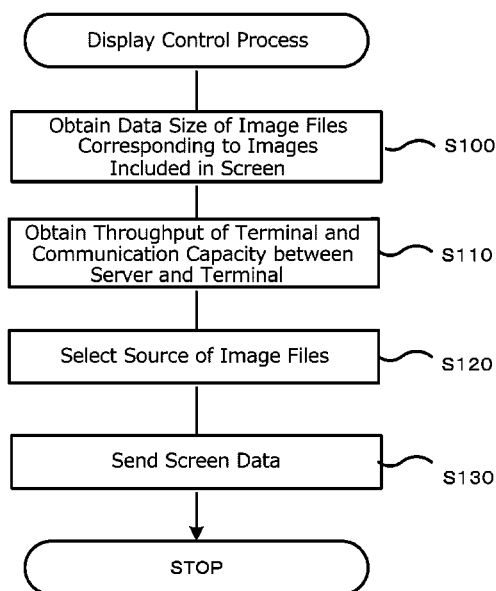 Display Control Process
Obtain Data Size of Image Files
Corresponding to Images
Included in Screen
S100
Obtain Throughput of Terminal and
Communication Capacity between
Server and Terminal
S110
Select Source of Image Files
S120
Send Screen Data
S130
STOP